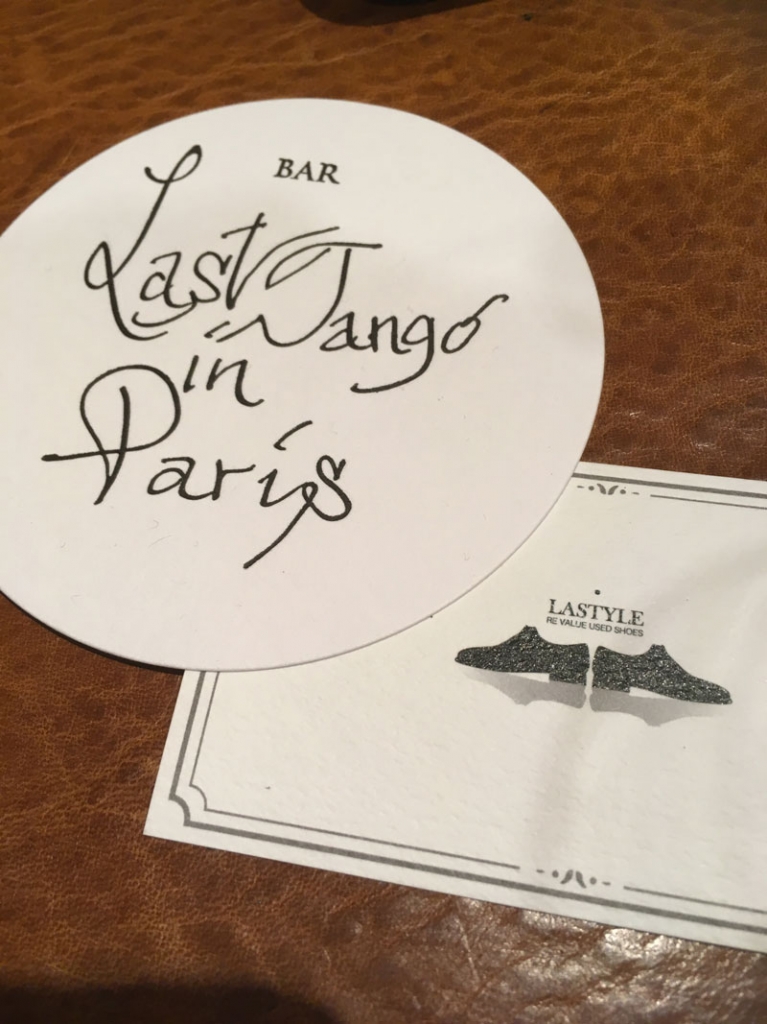 BAR
Last Tango
in
Paris
LASTYLE
RE VALUE USED SHOES